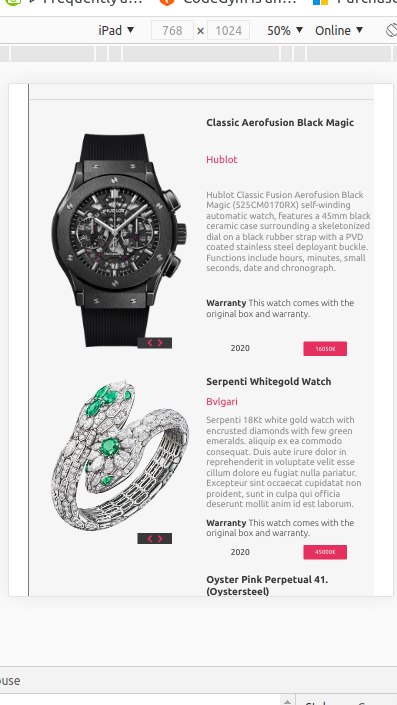 Frequently a...
CodeGym is an...
Purchase
iPad ▼ 768 × 1024 50% ▼ Online ▼
Classic Aerofusion Black Magic
Hublot
Hublot Classic Fusion Aerofusion Black
Magic (525CM0170RX) self-winding
automatic watch, features a 45mm black
ceramic case surrounding a skeletonized
dial on a black rubber strap with a PVD
coated stainless steel deployant buckle.
Functions include hours, minutes, small
seconds, date and chronograph.
Warranty This watch comes with the
original box and warranty.
2020 16050€
Serpenti Whitegold Watch
Bvlgari
Serpenti 18Kt white gold watch with
encrusted diamonds with few green
emeralds. aliquip ex ea commodo
consequat. Duis aute irure dolor in
reprehenderit in voluptate velit esse
cillum dolore eu fugiat nulla pariatur.
Excepteur sint occaecat cupidatat non
proident, sunt in culpa qui officia
deserunt mollit anim id est laborum.
Warranty This watch comes with the
original box and warranty.
2020 45000€
Oyster Pink Perpetual 41.
(Oystersteel)
ouse